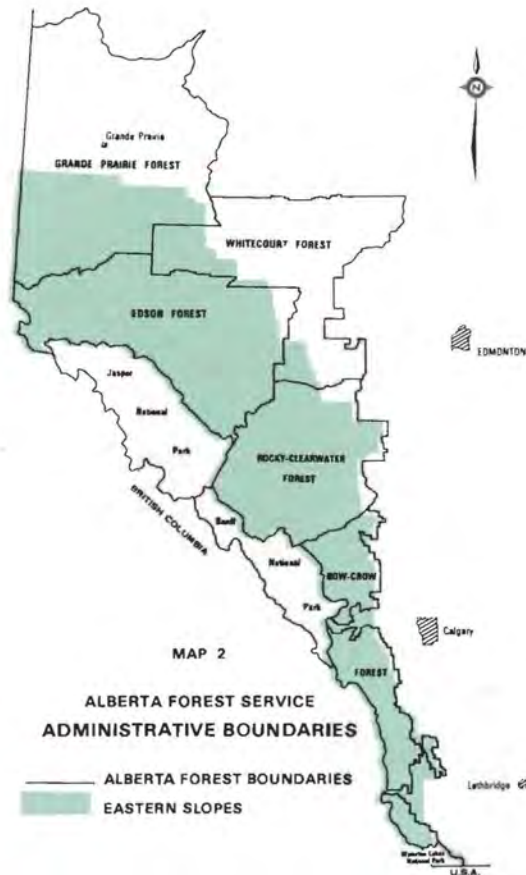 N
Grande Prairie
GRANDE PRAIRIE FOREST
WHITECOURT FOREST
EDSON FOREST
EDMONTON
Jasper
National
Park
ROCKY-CLEARWATER
FOREST
BRITISH COLUMBIA
Banff
National
Park
BOW-CROW
FOREST
Calgary
MAP 2
ALBERTA FOREST SERVICE
ADMINISTRATIVE BOUNDARIES
ALBERTA FOREST BOUNDARIES
EASTERN SLOPES
Lethbridge
Waterton Lakes
National Park
U.S.A.